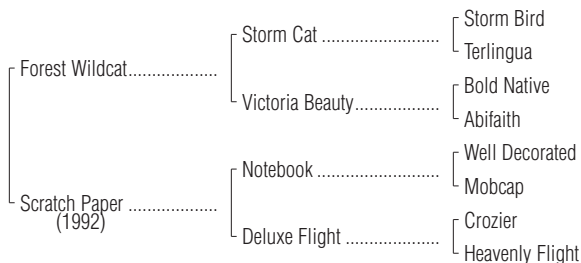 Storm Bird
Storm Cat ........................
Terlingua
Forest Wildcat..................
Bold Native
Victoria Beauty.................
Abifaith
Well Decorated
Notebook .........................
Mobcap
Scratch Paper ..................
(1992)
Crozier
Deluxe Flight ...................
Heavenly Flight